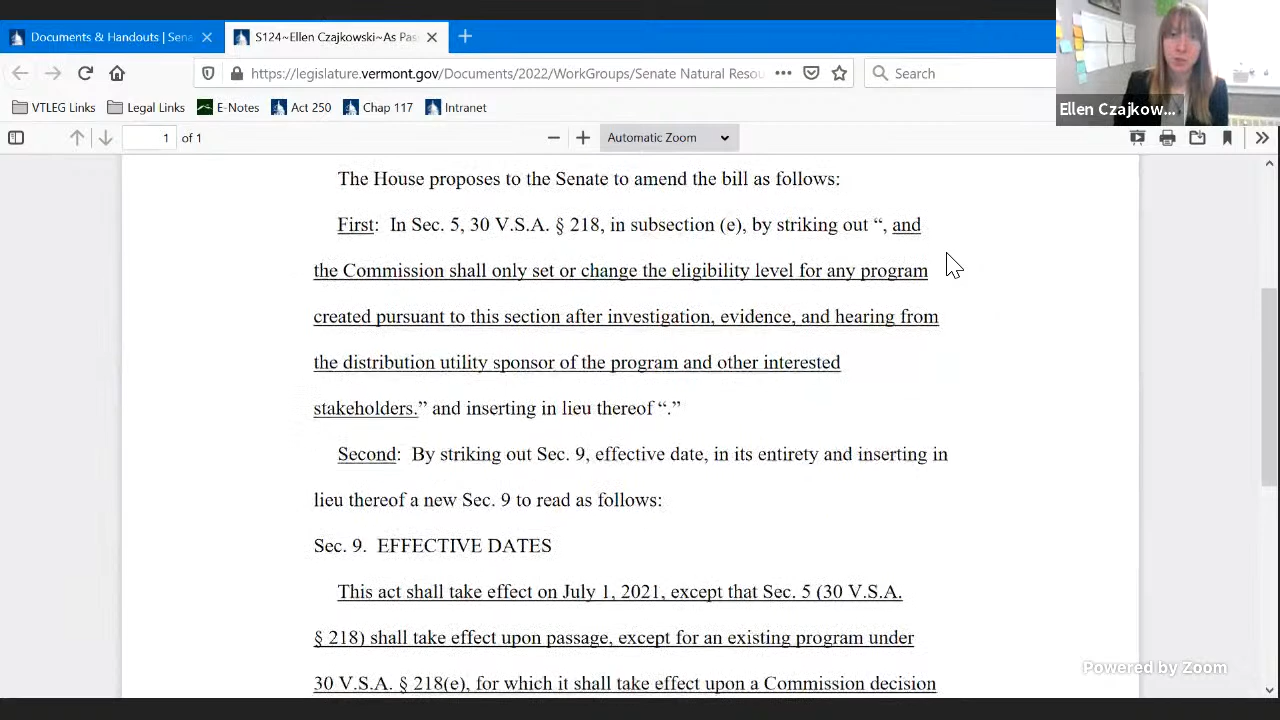 Documents & Handouts | Sena
S124~Ellen Czajkowski~As Pas
https://legislature.vermont.gov/Documents/2022/WorkGroups/Senate Natural Resou
Search
VTLEG Links
Legal Links
E-Notes
Act 250
Chap 117
Intranet
Ellen Czajkow...
1 of 1
Automatic Zoom
The House proposes to the Senate to amend the bill as follows:
First: In Sec. 5, 30 V.S.A. § 218, in subsection (e), by striking out “, and
the Commission shall only set or change the eligibility level for any program
created pursuant to this section after investigation, evidence, and hearing from
the distribution utility sponsor of the program and other interested
stakeholders.” and inserting in lieu thereof “.”
Second: By striking out Sec. 9, effective date, in its entirety and inserting in
lieu thereof a new Sec. 9 to read as follows:
Sec. 9. EFFECTIVE DATES
This act shall take effect on July 1, 2021, except that Sec. 5 (30 V.S.A.
§ 218) shall take effect upon passage, except for an existing program under
30 V.S.A. § 218(e), for which it shall take effect upon a Commission decision
Powered by Zoom